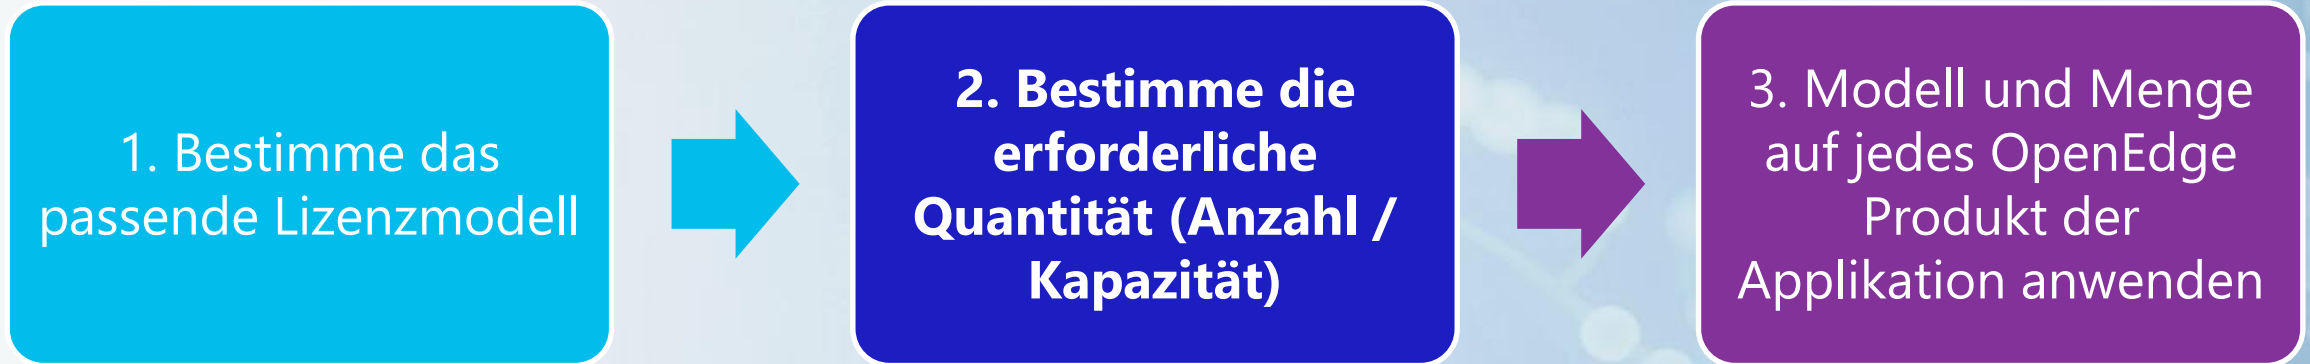 1. Bestimme das
passende Lizenzmodell
2. Bestimme die
erforderliche
Quantität (Anzahl /
Kapazität)
3. Modell und Menge
auf jedes OpenEdge
Produkt der
Applikation anwenden